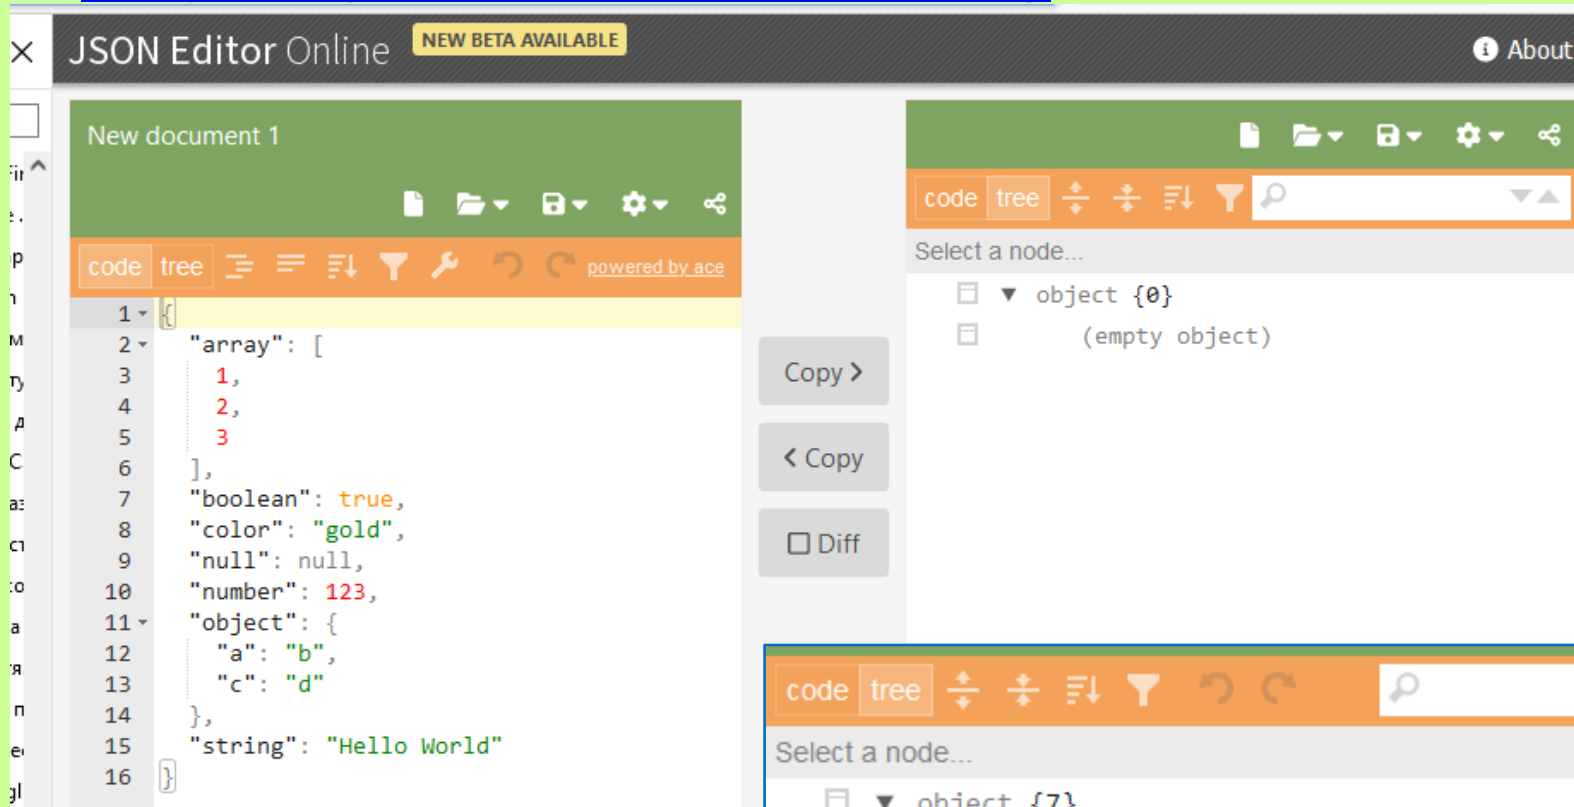 JSON Editor Online NEW BETA AVAILABLE
About
New document 1
code tree powered by ace
1 {
2 "array": [
3 1,
4 2,
5 3
6 ],
7 "boolean": true,
8 "color": "gold",
9 "null": null,
10 "number": 123,
11 "object": {
12 "a": "b",
13 "c": "d"
14 },
15 "string": "Hello World"
16 }
Copy >
< Copy
Diff
code tree
Select a node...
object {0}
(empty object)
code tree
Select a node...
object {7}